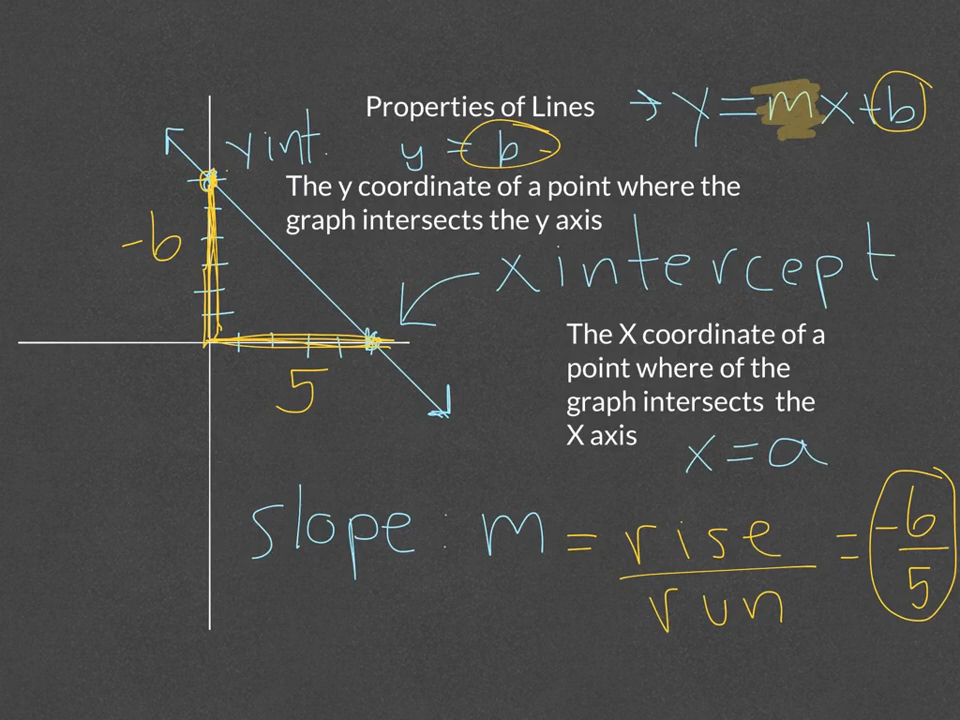 Properties of Lines → y = mx + b
y int. y = b
The y coordinate of a point where the
graph intersects the y axis
-6
x intercept
The X coordinate of a
point where of the
graph intersects the
X axis
x = a
5
slope: m = rise/run = -6/5